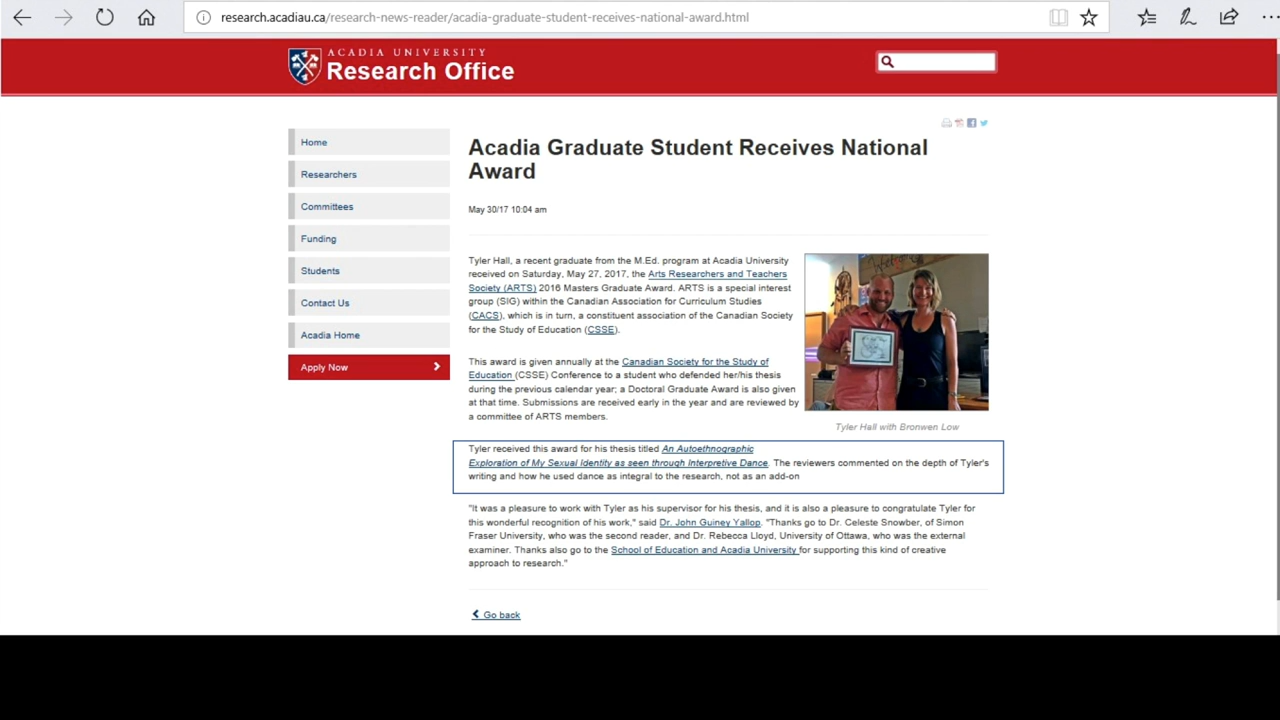 research.acadiau.ca/research-news-reader/acadia-graduate-student-receives-national-award.html
ACADIA UNIVERSITY
Research Office
Home
Researchers
Committees
Funding
Students
Contact Us
Acadia Home
Apply Now
Acadia Graduate Student Receives National
Award
May 30/17 10:04 am
Tyler Hall, a recent graduate from the M.Ed. program at Acadia University
received on Saturday, May 27, 2017, the Arts Researchers and Teachers
Society (ARTS) 2016 Masters Graduate Award. ARTS is a special interest
group (SIG) within the Canadian Association for Curriculum Studies
(CACS), which is in turn, a constituent association of the Canadian Society
for the Study of Education (CSSE).
This award is given annually at the Canadian Society for the Study of
Education (CSSE) Conference to a student who defended her/his thesis
during the previous calendar year; a Doctoral Graduate Award is also given
at that time. Submissions are received early in the year and are reviewed by
a committee of ARTS members.
Tyler Hall with Bronwen Low
Tyler received this award for his thesis titled An Autoethnographic
Exploration of My Sexual Identity as seen through Interpretive Dance. The reviewers commented on the depth of Tyler's
writing and how he used dance as integral to the research, not as an add-on
"It was a pleasure to work with Tyler as his supervisor for his thesis, and it is also a pleasure to congratulate Tyler for
this wonderful recognition of his work," said Dr. John Guiney Yallop. "Thanks go to Dr. Celeste Snowber, of Simon
Fraser University, who was the second reader, and Dr. Rebecca Lloyd, University of Ottawa, who was the external
examiner. Thanks also go to the School of Education and Acadia University for supporting this kind of creative
approach to research."
Go back